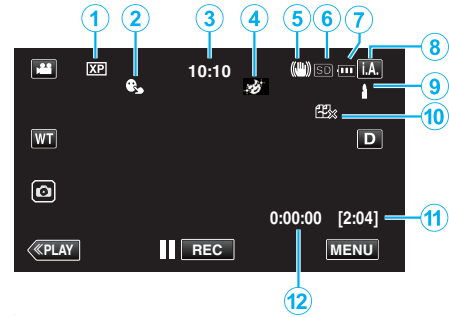 1 2 3 4 5 6 7
XP 10:10 SD I.A. 8
9
10
WT D
0:00:00 [2:04] 11
≪PLAY REC MENU
12